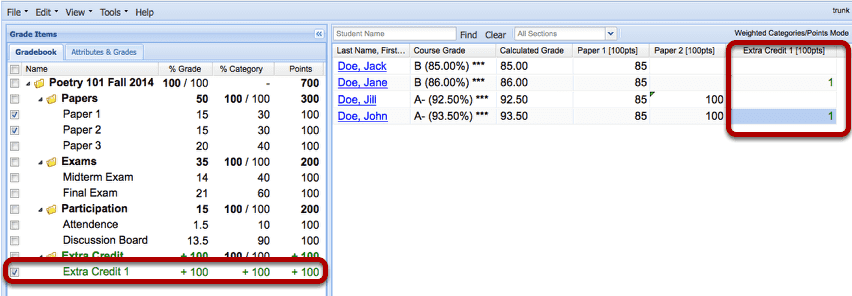 File Edit View Tools Help trunk
Grade Items
Gradebook Attributes & Grades
Name % Grade % Category Points
Poetry 101 Fall 2014 100 / 100 - 700
Papers 50 100 / 100 300
Paper 1 15 30 100
Paper 2 15 30 100
Paper 3 20 40 100
Exams 35 100 / 100 200
Midterm Exam 14 40 100
Final Exam 21 60 100
Participation 15 100 / 100 200
Attendence 1.5 10 100
Discussion Board 13.5 90 100
Extra Credit + 100 100 / 100 + 100
Extra Credit 1 + 100 + 100 + 100
Student Name Find Clear All Sections Weighted Categories/Points Mode
Last Name, First... Course Grade Calculated Grade Paper 1 [100pts] Paper 2 [100pts] Extra Credit 1 [100pts]
Doe, Jack B (85.00%) *** 85.00 85
Doe, Jane B (86.00%) *** 86.00 85 1
Doe, Jill A- (92.50%) *** 92.50 85 100
Doe, John A- (93.50%) *** 93.50 85 100 1